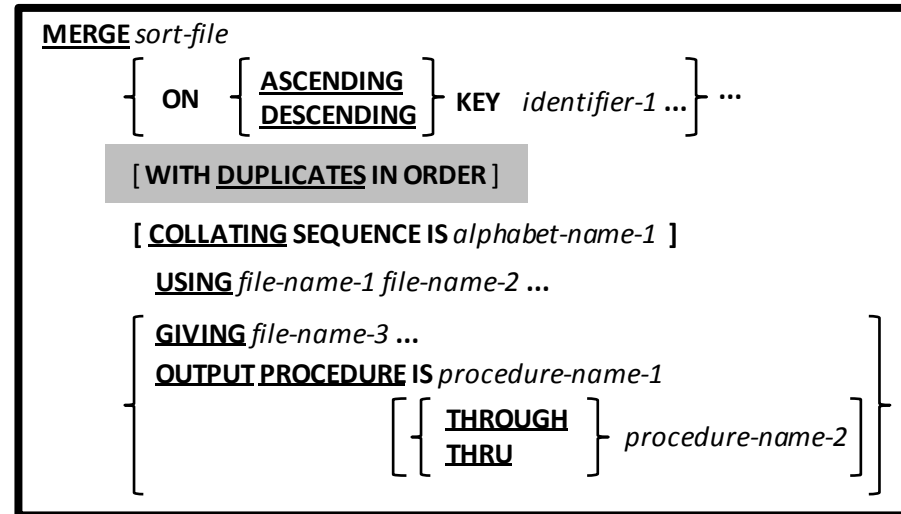 MERGE sort-file
ON ASCENDING DESCENDING KEY identifier-1 ... ...
[ WITH DUPLICATES IN ORDER ]
[ COLLATING SEQUENCE IS alphabet-name-1 ]
USING file-name-1 file-name-2 ...
GIVING file-name-3 ...
OUTPUT PROCEDURE IS procedure-name-1
THROUGH
THRU procedure-name-2